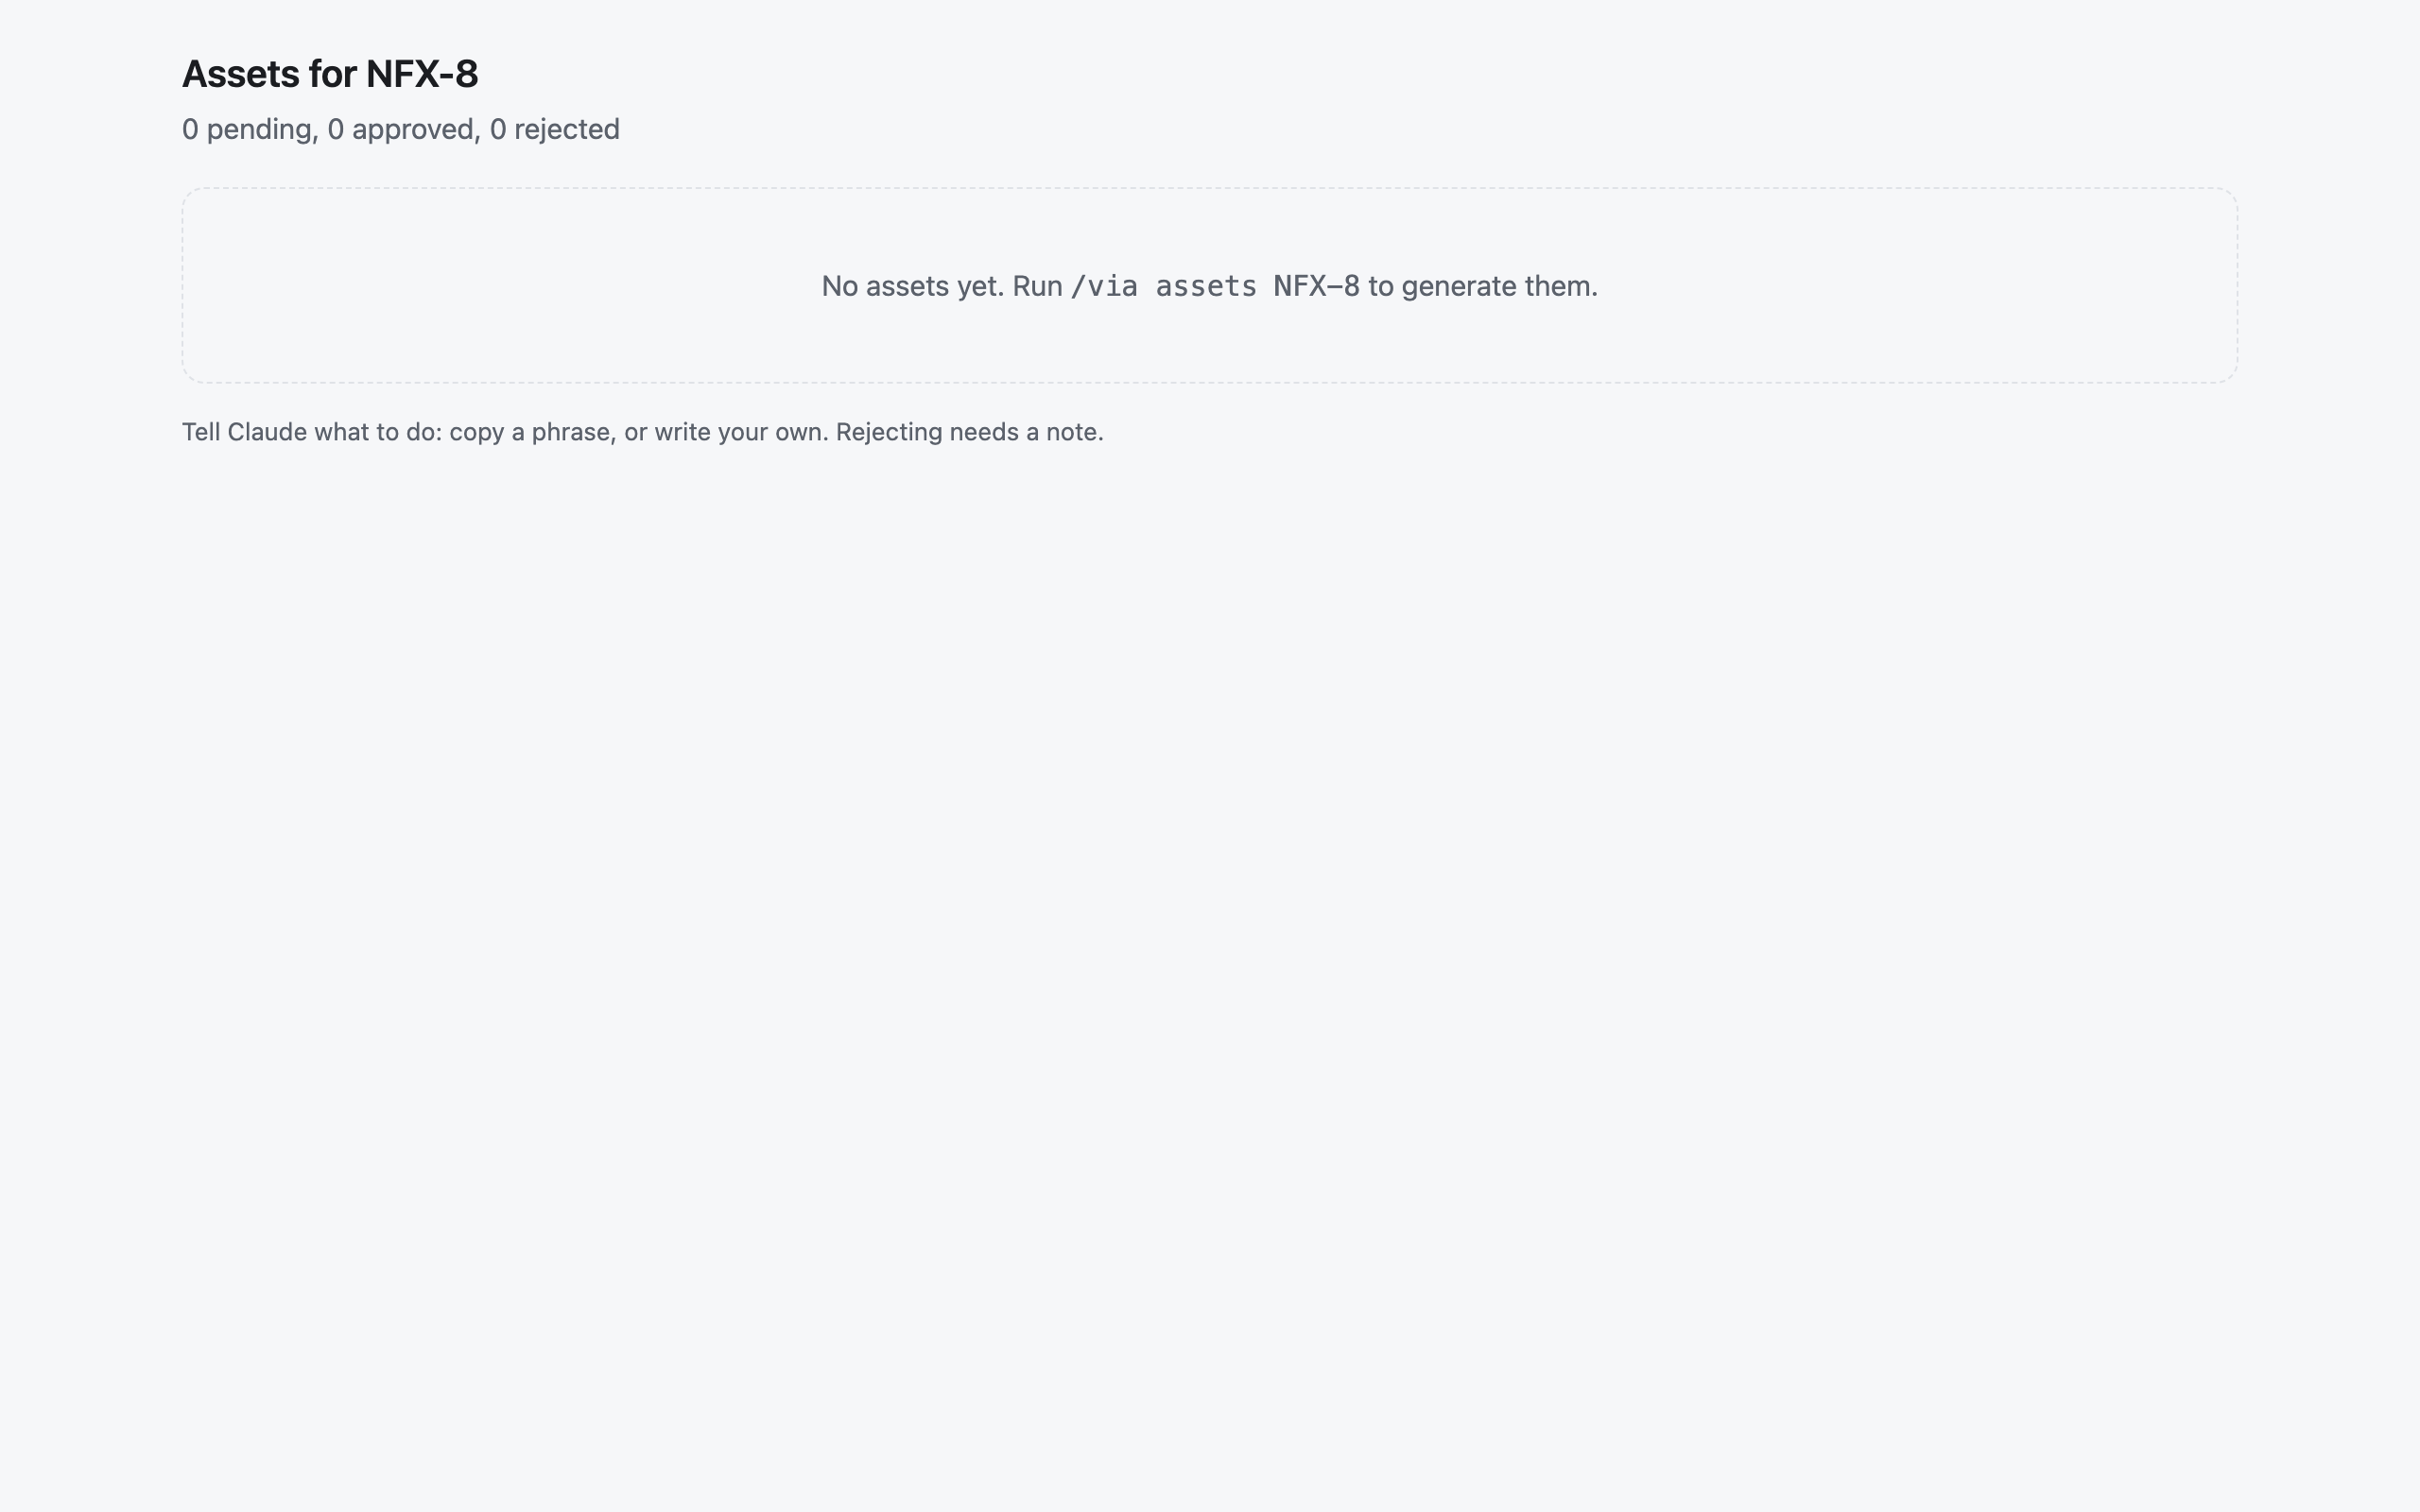 Assets for NFX-8
0 pending, 0 approved, 0 rejected
No assets yet. Run /via assets NFX-8 to generate them.
Tell Claude what to do: copy a phrase, or write your own. Rejecting needs a note.